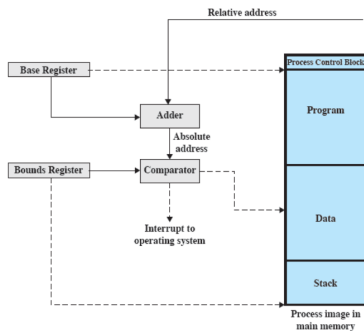 Relative address
Process Control Block
Base Register
Program
Adder
Absolute
address
Bounds Register
Comparator
Interrupt to
operating system
Data
Stack
Process image in
main memory